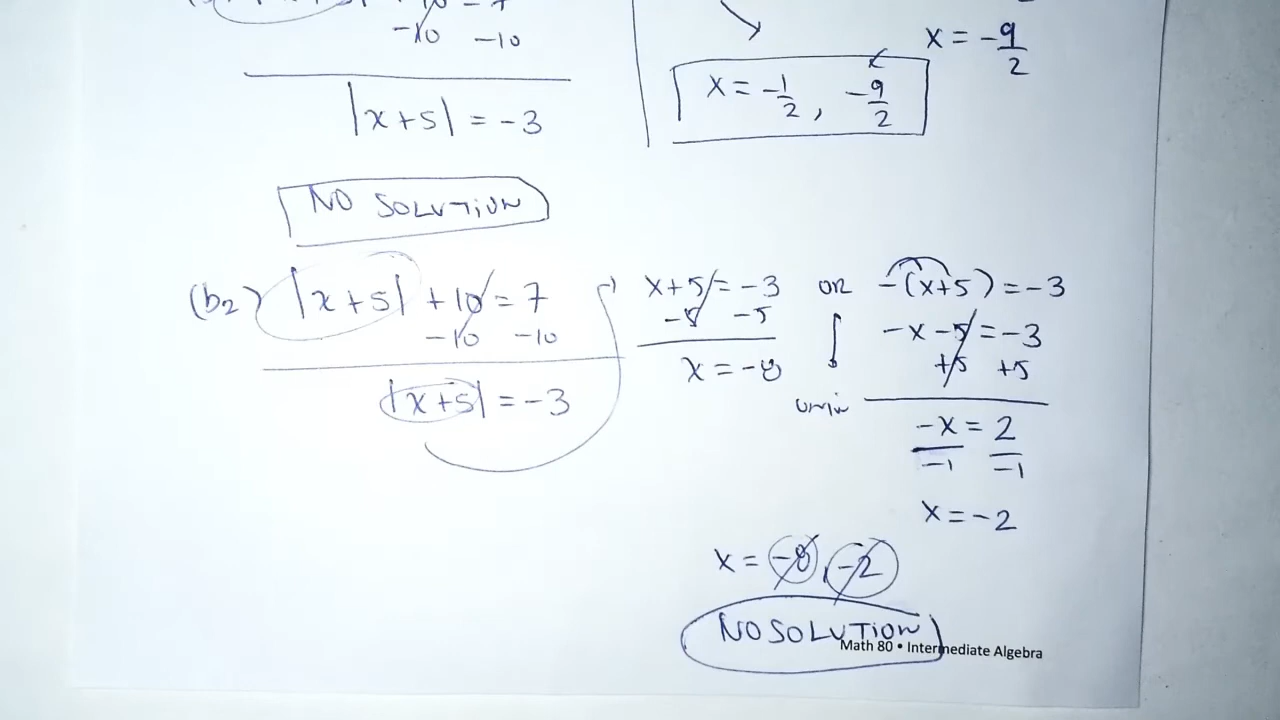 -10 -10
|x+5| = -3
NO SOLUTION
x = -9/2
x = -1/2, -9/2
(b2) |x+5| + 10 = 7
-10 -10
|x+5| = -3
x+5 = -3 or -(x+5) = -3
-5 -5
x = -8
-x-5 = -3
+5 +5
-x = 2
-1 -1
x = -2
x = -8, -2
NO SOLUTION
Math 80 • Intermediate Algebra